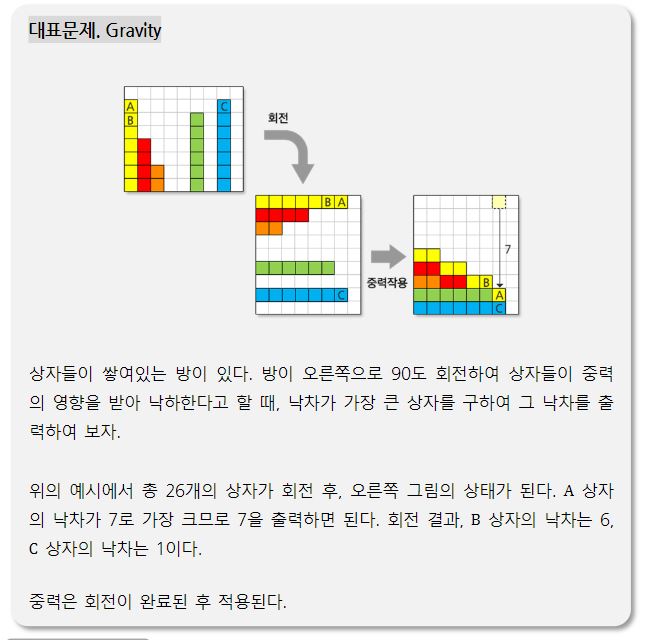 대표문제. Gravity
A
C
B
회전
B A
C
7
B
A
C
중력작용
상자들이 쌓여있는 방이 있다. 방이 오른쪽으로 90도 회전하여 상자들이 중력
의 영향을 받아 낙하한다고 할 때, 낙차가 가장 큰 상자를 구하여 그 낙차를 출
력하여 보자.
위의 예시에서 총 26개의 상자가 회전 후, 오른쪽 그림의 상태가 된다. A 상자
의 낙차가 7로 가장 크므로 7을 출력하면 된다. 회전 결과, B 상자의 낙차는 6,
C 상자의 낙차는 1이다.
중력은 회전이 완료된 후 적용된다.